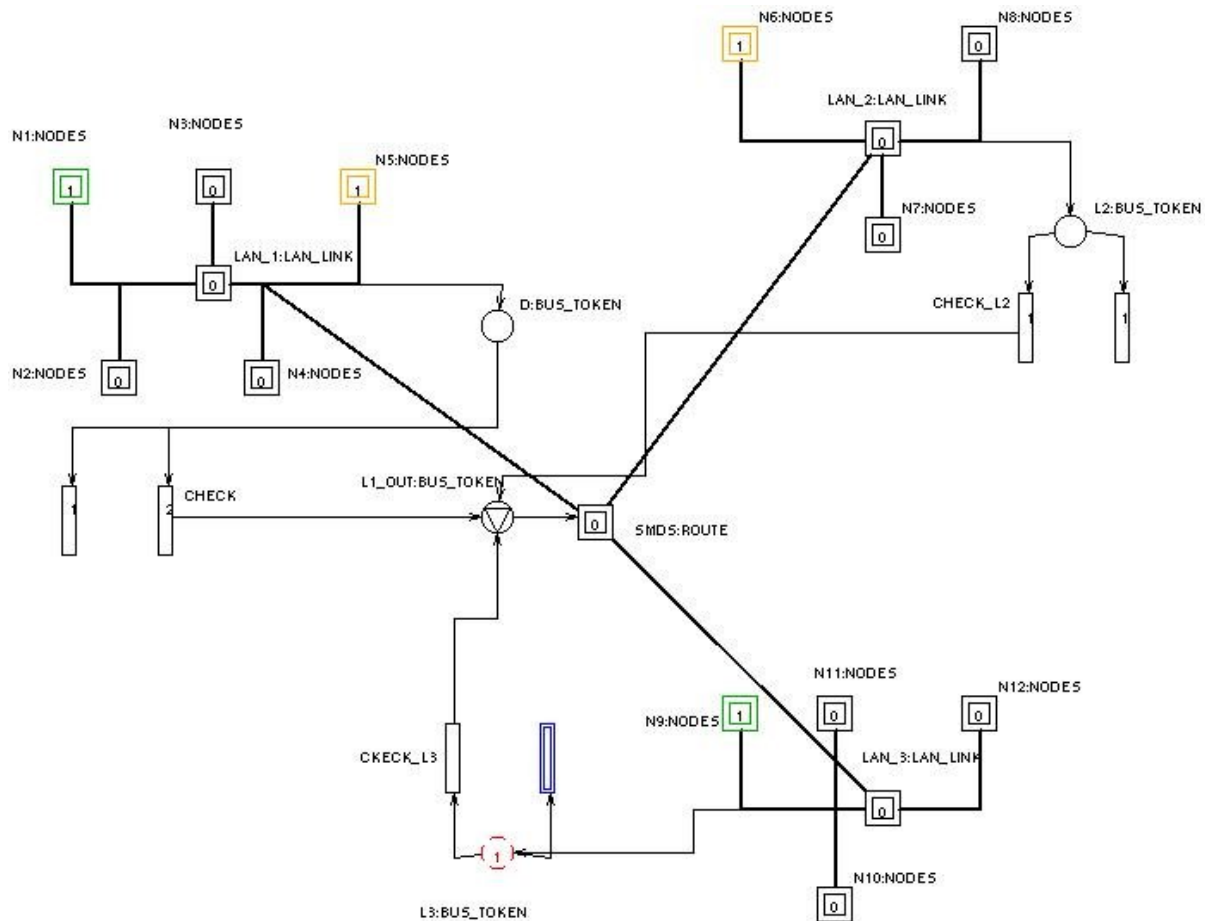 N6:NODES
N8:NODES
1
0
LAN_2:LAN_LINK
N3:NODES
N1:NODES
0
N5:NODES
1
0
1
N7:NODES
L2:BUS_TOKEN
0
LAN_1:LAN_LINK
0
CHECK_L2
D:BUS_TOKEN
1
1
N2:NODES
0
0
N4:NODES
L1_OUT:BUS_TOKEN
CHECK
1
2
0
SMDS:ROUTE
N11:NODES
N12:NODES
N9:NODES
1
0
0
CKECK_L3
LAN_3:LAN_LINK
0
1
N10:NODES
0
L3:BUS_TOKEN